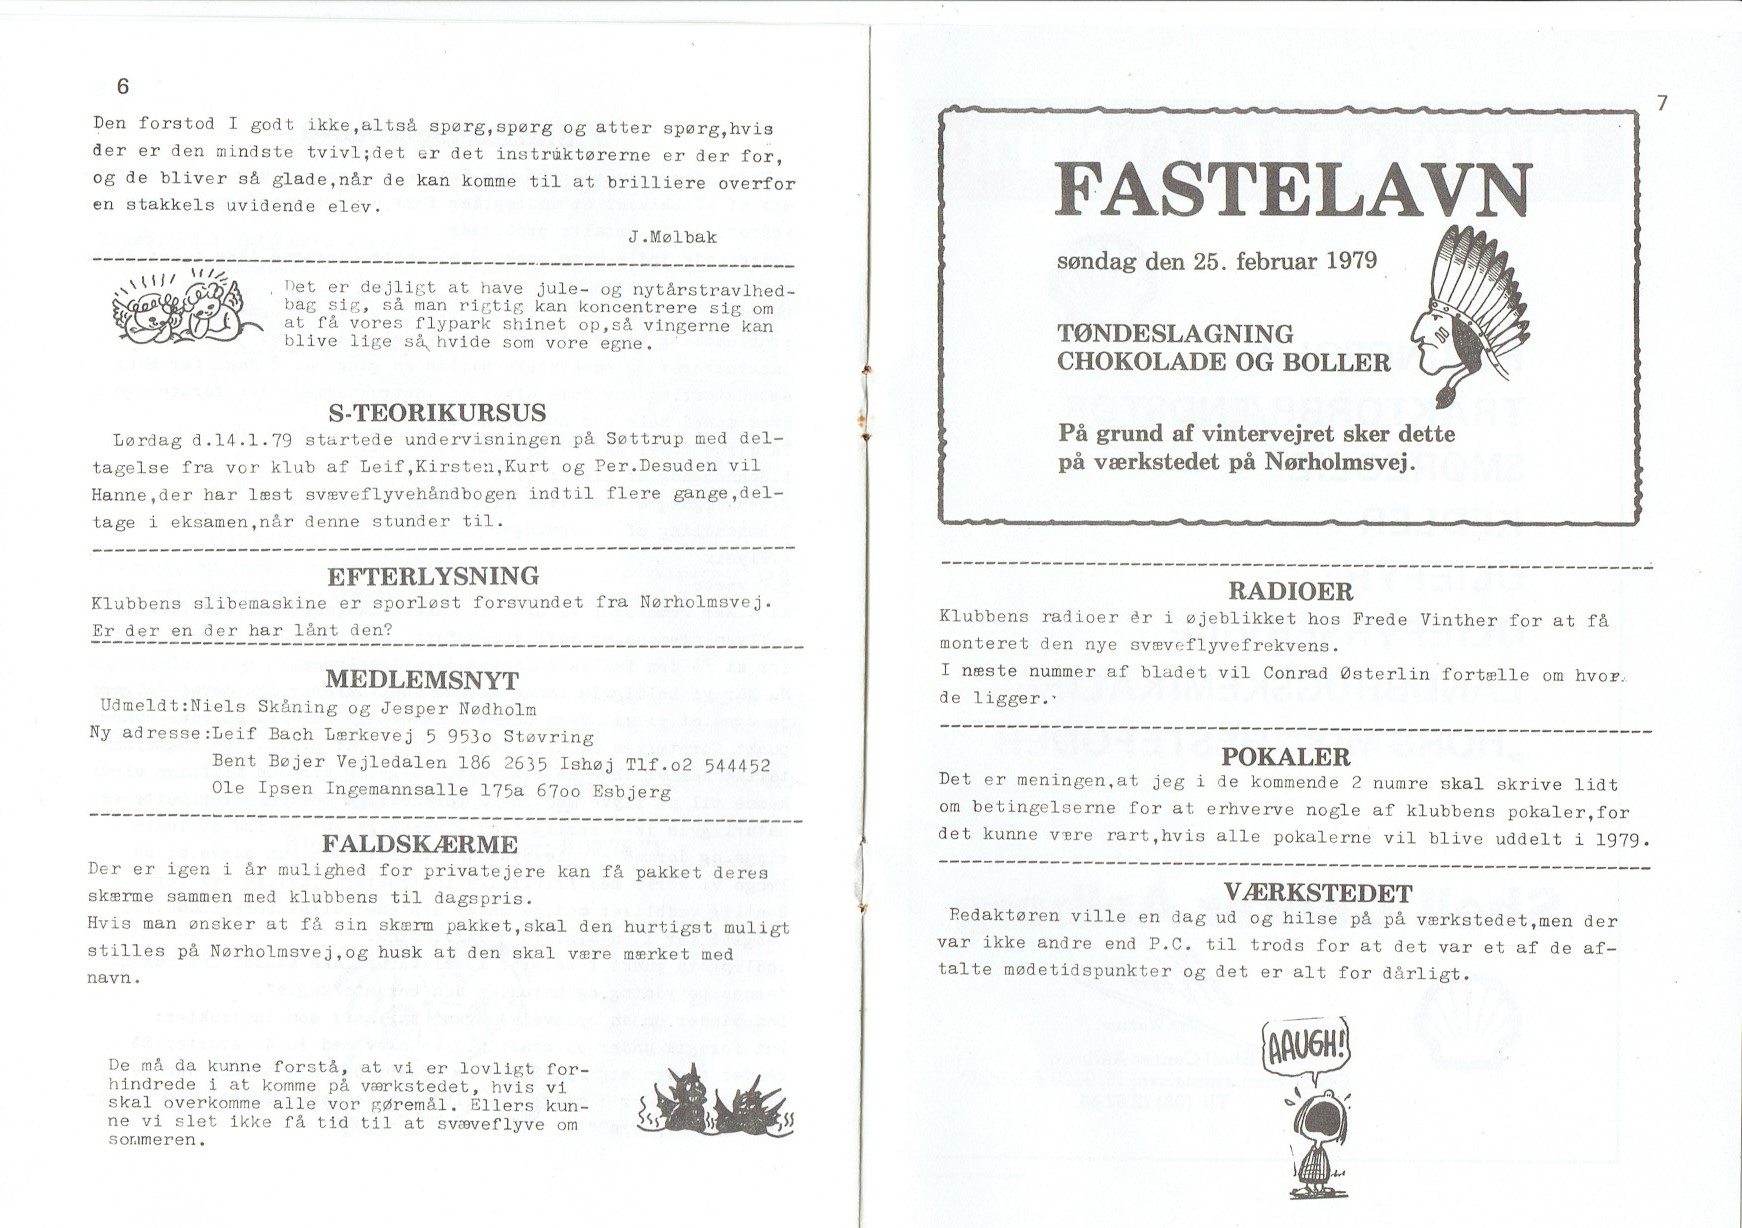 6
Den forstod I godt ikke,altså spørg,spørg og atter spørg,hvis
der er den mindste tvivl;det er det instruktørerne er der for,
og de bliver så glade,når de kan komme til at brilliere overfor
en stakkels uvidende elev.
J.Mølbak
Det er dejligt at have jule- og nytårstravlhed-
bag sig, så man rigtig kan koncentrere sig om
at få vores flypark shinet op,så vingerne kan
blive lige så hvide som vore egne.
S-TEORIKURSUS
Lørdag d.14.1.79 startede undervisningen på Søttrup med del-
tagelse fra vor klub af Leif,Kirsten,Kurt og Per.Desuden vil
Hanne,der har læst svæveflyvehåndbogen indtil flere gange,del-
tage i eksamen,når denne stunder til.
EFTERLYSNING
Klubbens slibemaskine er sporløst forsvundet fra Nørholmsvej.
Er der en der har lånt den?
MEDLEMSNYT
Udmeldt:Niels Skåning og Jesper Nødholm
Ny adresse:Leif Bach Lærkevej 5 953o Støvring
Bent Bøjer Vejledalen 186 2635 Ishøj Tlf.o2 544452
Ole Ipsen Ingemannsalle 175a 67oo Esbjerg
FALDSKÆRME
Der er igen i år mulighed for privatejere kan få pakket deres
skærme sammen med klubbens til dagspris.
Hvis man ønsker at få sin skærm pakket,skal den hurtigst muligt
stilles på Nørholmsvej,og husk at den skal være mærket med
navn.
De må da kunne forstå, at vi er lovligt for-
hindrede i at komme på værkstedet, hvis vi
skal overkomme alle vor gøremål. Ellers kun-
ne vi slet ikke få tid til at svæveflyve om
sommeren.
7
FASTELAVN
søndag den 25. februar 1979
TØNDESLAGNING
CHOKOLADE OG BOLLER
På grund af vintervejret sker dette
på værkstedet på Nørholmsvej.
RADIOER
Klubbens radioer er i øjeblikket hos Frede Vinther for at få
monteret den nye svæveflyvefrekvens.
I næste nummer af bladet vil Conrad Østerlin fortælle om hvor
de ligger.
POKALER
Det er meningen,at jeg i de kommende 2 numre skal skrive lidt
om betingelserne for at erhverve nogle af klubbens pokaler,for
det kunne være rart,hvis alle pokalerne vil blive uddelt i 1979.
VÆRKSTEDET
Redaktøren ville en dag ud og hilse på på værkstedet,men der
var ikke andre end P.C. til trods for at det var et af de af-
talte mødetidspunkter og det er alt for dårligt.
AAUGH!